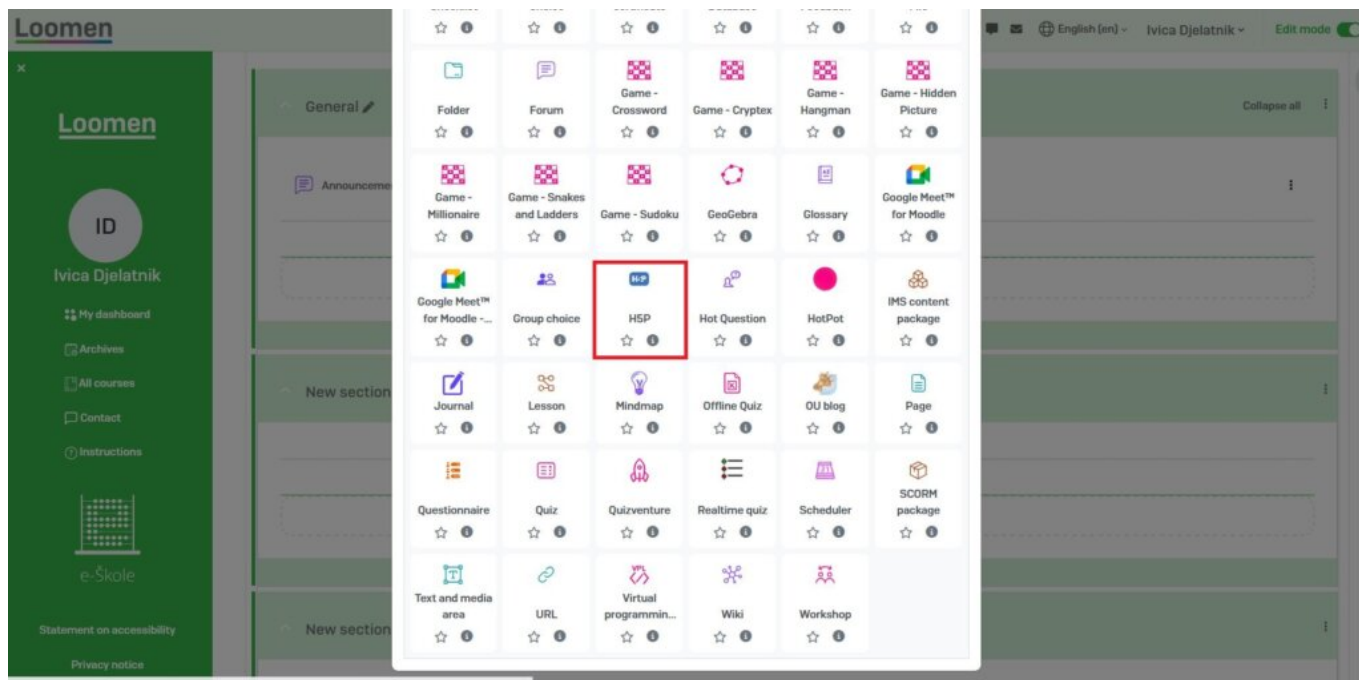 Loomen
English (en)
Ivica Djelatnik
Edit mode
Loomen
ID
Ivica Djelatnik
My dashboard
Archives
All courses
Contact
Instructions
e-Škole
Statement on accessibility
Privacy notice
General
Collapse all
Announceme
New section
New section
Folder
Forum
Game -
Crossword
Game - Cryptex
Game -
Hangman
Game - Hidden
Picture
Game -
Millionaire
Game - Snakes
and Ladders
Game - Sudoku
GeoGebra
Glossary
Google Meet™
for Moodle
Google Meet™
for Moodle -...
Group choice
H5P
H5P
Hot Question
HotPot
IMS content
package
Journal
Lesson
Mindmap
Offline Quiz
OU blog
Page
Questionnaire
Quiz
Quizventure
Realtime quiz
Scheduler
SCORM
package
Text and media
area
URL
VPL
Virtual
programmin...
Wiki
Workshop